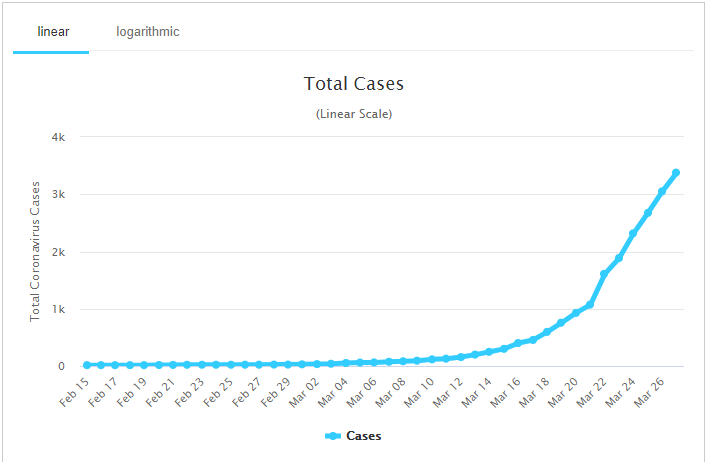 linear logarithmic
Total Cases
(Linear Scale)
Total Coronavirus Cases
4k
3k
2k
1k
0
Feb 15 Feb 17 Feb 19 Feb 21 Feb 23 Feb 25 Feb 27 Feb 29 Mar 02 Mar 04 Mar 06 Mar 08 Mar 10 Mar 12 Mar 14 Mar 16 Mar 18 Mar 20 Mar 22 Mar 24 Mar 26
Cases